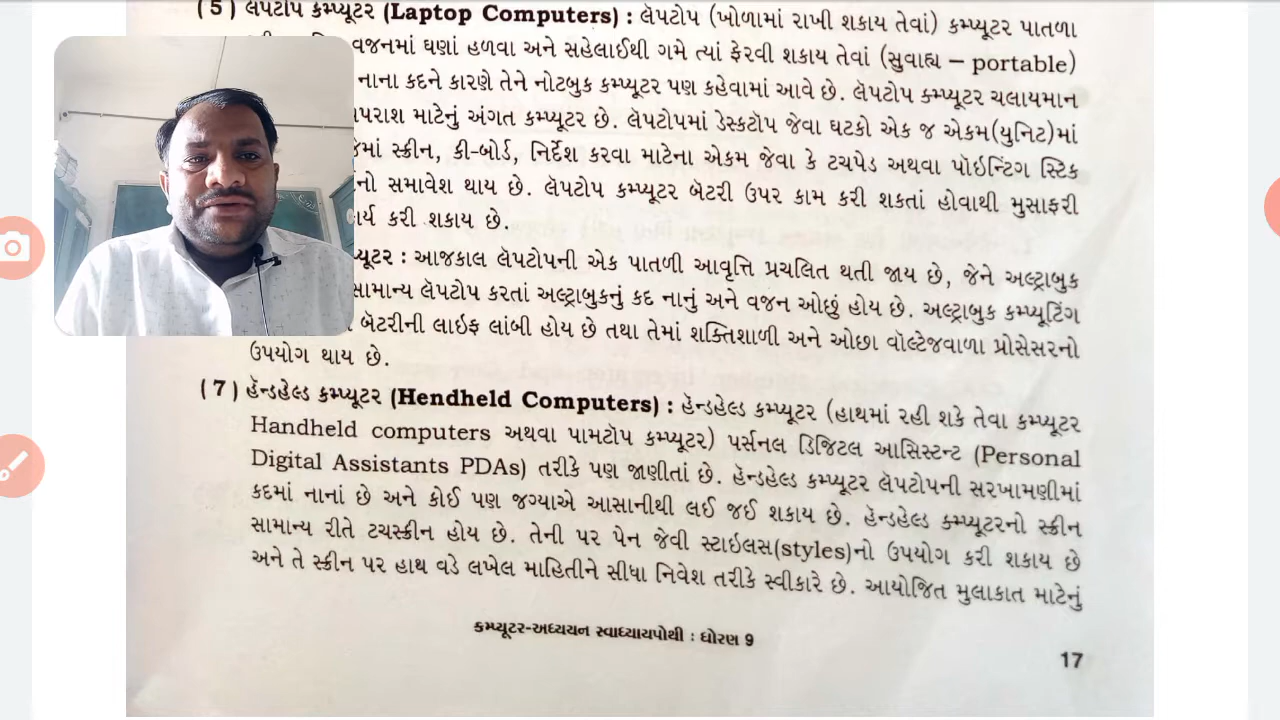 (5) લૅપટૉપ કમ્પ્યૂટર (Laptop Computers) : લૅપટૉપ (ખોળામાં રાખી શકાય તેવાં) કમ્પ્યૂટર પાતળા
વજનમાં ઘણાં હળવા અને સહેલાઈથી ગમે ત્યાં ફેરવી શકાય તેવાં (સુવાહ્ય – portable)
નાના કદને કારણે તેને નોટબુક કમ્પ્યૂટર પણ કહેવામાં આવે છે. લૅપટૉપ કમ્પ્યૂટર ચલાયમાન
માટેનું અંગત કમ્પ્યૂટર છે. લૅપટૉપમાં ડેસ્કટૉપ જેવા ઘટકો એક જ એકમ(યુનિટ)માં
સ્ક્રીન, કી-બોર્ડ, નિર્દેશ કરવા માટેના એકમ જેવા કે ટચપેડ અથવા પૉઇન્ટિંગ સ્ટિક
સમાવેશ થાય છે. લૅપટૉપ કમ્પ્યૂટર બૅટરી ઉપર કામ કરી શક્તાં હોવાથી મુસાફરી
કરી શકાય છે.
આજકાલ લૅપટૉપની એક પાતળી આવૃત્તિ પ્રચલિત થતી જાય છે, જેને અલ્ટ્રાબુક
સામાન્ય લૅપટૉપ કરતાં અલ્ટ્રાબુકનું કદ નાનું અને વજન ઓછું હોય છે. અલ્ટ્રાબુક કમ્પ્યૂટિંગ
બૅટરીની લાઇફ લાંબી હોય છે તથા તેમાં શક્તિશાળી અને ઓછા વૉલ્ટેજવાળા પ્રોસેસરનો
ઉપયોગ થાય છે.
(7) હૅન્ડહેલ્ડ કમ્પ્યૂટર (Hendheld Computers) : હૅન્ડહેલ્ડ કમ્પ્યૂટર (હાથમાં રહી શકે તેવા કમ્પ્યૂટર
Handheld computers અથવા પામટૉપ કમ્પ્યૂટર) પર્સનલ ડિજિટલ આસિસ્ટન્ટ (Personal
Digital Assistants PDAs) તરીકે પણ જાણીતાં છે. હૅન્ડહેલ્ડ કમ્પ્યૂટર લૅપટૉપની સરખામણીમાં
કદમાં નાનાં છે અને કોઈ પણ જગ્યાએ આસાનીથી લઈ જઈ શકાય છે. હૅન્ડહેલ્ડ કમ્પ્યૂટરનો સ્ક્રીન
સામાન્ય રીતે ટચસ્ક્રીન હોય છે. તેની પર પેન જેવી સ્ટાઇલસ(styles)નો ઉપયોગ કરી શકાય છે
અને તે સ્ક્રીન પર હાથ વડે લખેલ માહિતીને સીધા નિવેશ તરીકે સ્વીકારે છે. આયોજિત મુલાકાત માટેનું
કમ્પ્યૂટર-અધ્યયન સ્વાધ્યાયપોથી : ધોરણ 9
17